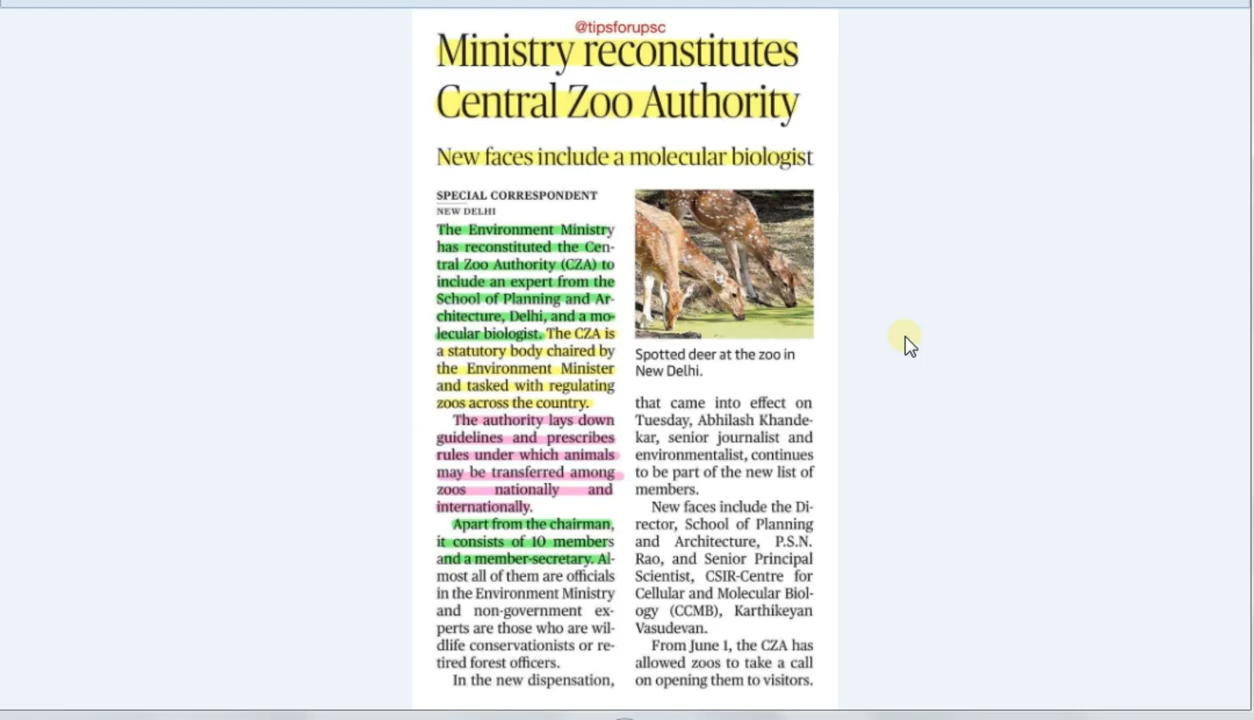 @tipsforupsc
Ministry reconstitutes
Central Zoo Authority
New faces include a molecular biologist
SPECIAL CORRESPONDENT
NEW DELHI
The Environment Ministry
has reconstituted the Cen-
tral Zoo Authority (CZA) to
include an expert from the
School of Planning and Ar-
chitecture, Delhi, and a mo-
lecular biologist. The CZA is
a statutory body chaired by
the Environment Minister
and tasked with regulating
zoos across the country.
The authority lays down
guidelines and prescribes
rules under which animals
may be transferred among
zoos nationally and
internationally.
Apart from the chairman,
it consists of 10 members
and a member-secretary. Al-
most all of them are officials
in the Environment Ministry
and non-government ex-
perts are those who are wil-
dlife conservationists or re-
tired forest officers.
In the new dispensation,
Spotted deer at the zoo in
New Delhi.
that came into effect on
Tuesday, Abhilash Khande-
kar, senior journalist and
environmentalist, continues
to be part of the new list of
members.
New faces include the Di-
rector, School of Planning
and Architecture, P.S.N.
Rao, and Senior Principal
Scientist, CSIR-Centre for
Cellular and Molecular Biol-
ogy (CCMB), Karthikeyan
Vasudevan.
From June 1, the CZA has
allowed zoos to take a call
on opening them to visitors.